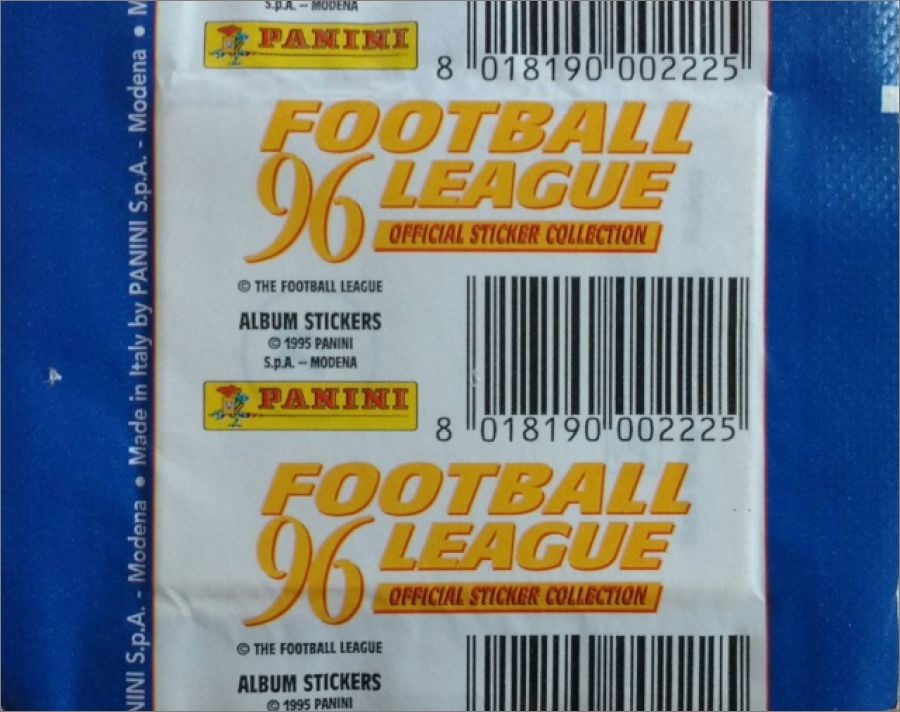 S.p.A. – MODENA
PANINI
8 018190 002225
FOOTBALL
96 LEAGUE
OFFICIAL STICKER COLLECTION
© THE FOOTBALL LEAGUE
ALBUM STICKERS
© 1995 PANINI
S.p.A. – MODENA
PANINI
8 018190 002225
FOOTBALL
96 LEAGUE
OFFICIAL STICKER COLLECTION
© THE FOOTBALL LEAGUE
ALBUM STICKERS
© 1995 PANINI
NINI S.p.A. - Modena • Made in Italy by PANINI S.p.A. - Modena • M